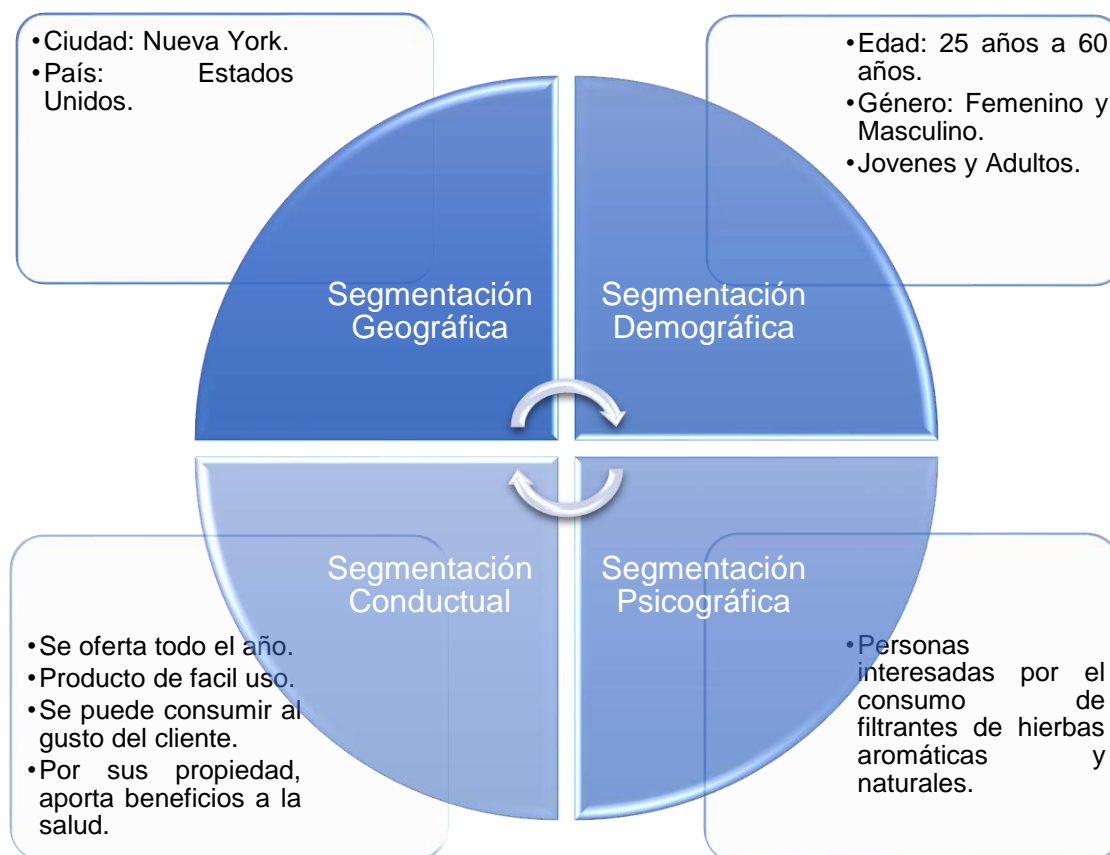 •Ciudad: Nueva York.
•País: Estados
Unidos.
•Edad: 25 años a 60
años.
•Género: Femenino y
Masculino.
•Jovenes y Adultos.
Segmentación
Geográfica
Segmentación
Demográfica
Segmentación
Conductual
Segmentación
Psicográfica
•Se oferta todo el año.
•Producto de facil uso.
•Se puede consumir al
gusto del cliente.
•Por sus propiedad,
aporta beneficios a la
salud.
•Personas
interesadas por el
consumo de
filtrantes de hierbas
aromáticas y
naturales.